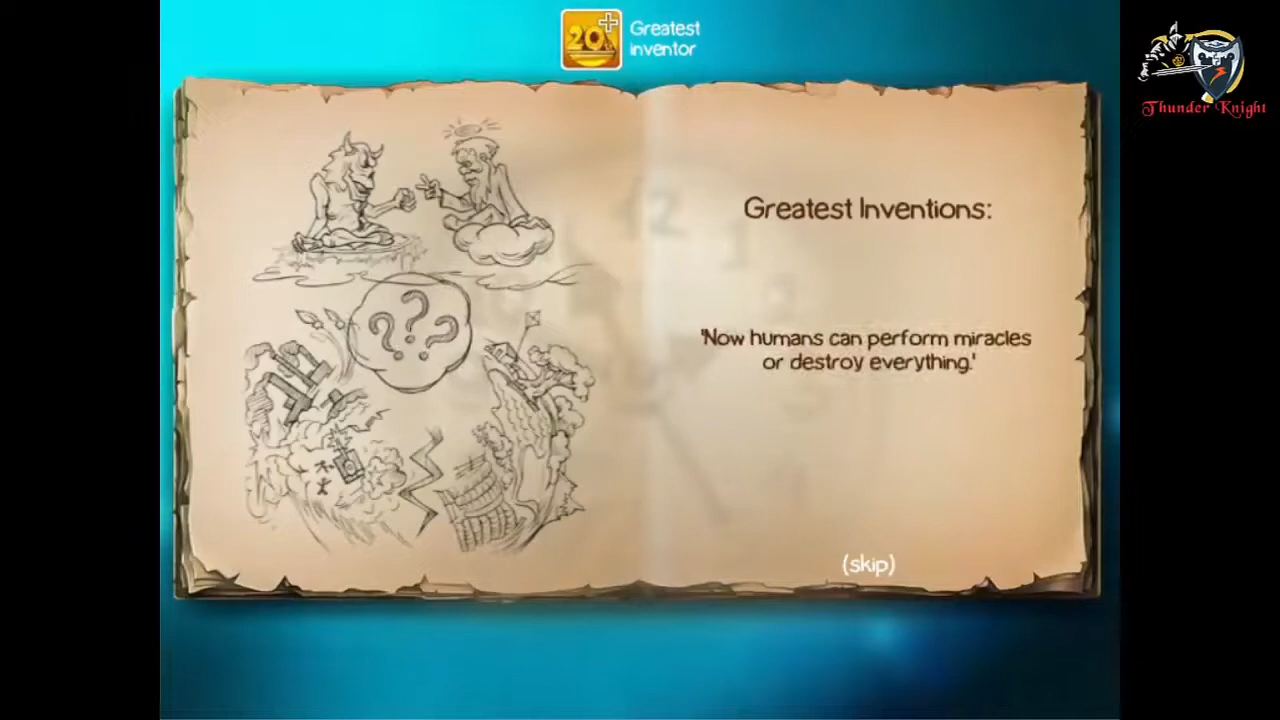 20+
Greatest
inventor
Thunder Knight
Greatest Inventions:
'Now humans can perform miracles
or destroy everything.'
? ? ?
(skip)